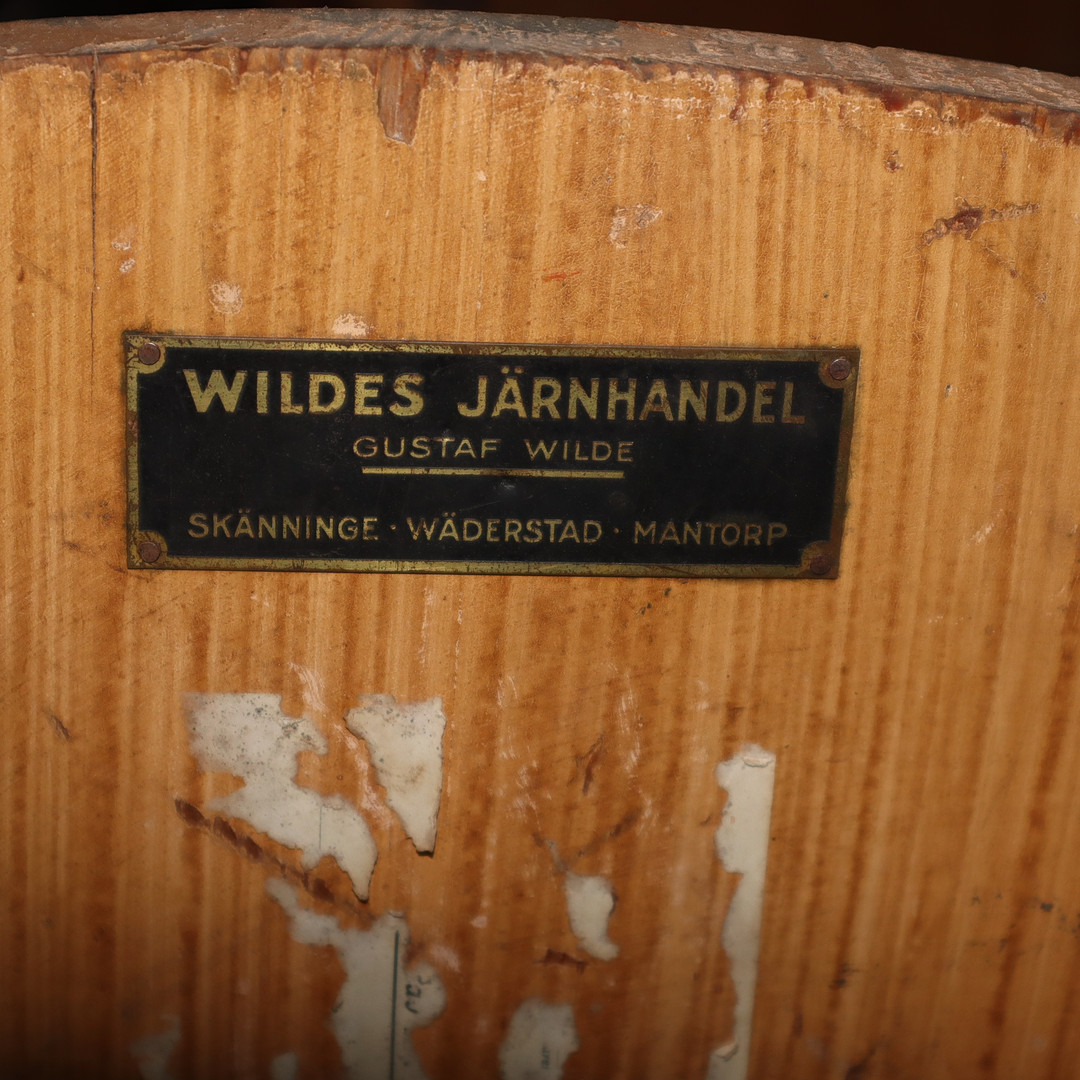 WILDES JÄRNHANDEL
GUSTAF WILDE
SKÄNNINGE · WÄDERSTAD · MANTORP